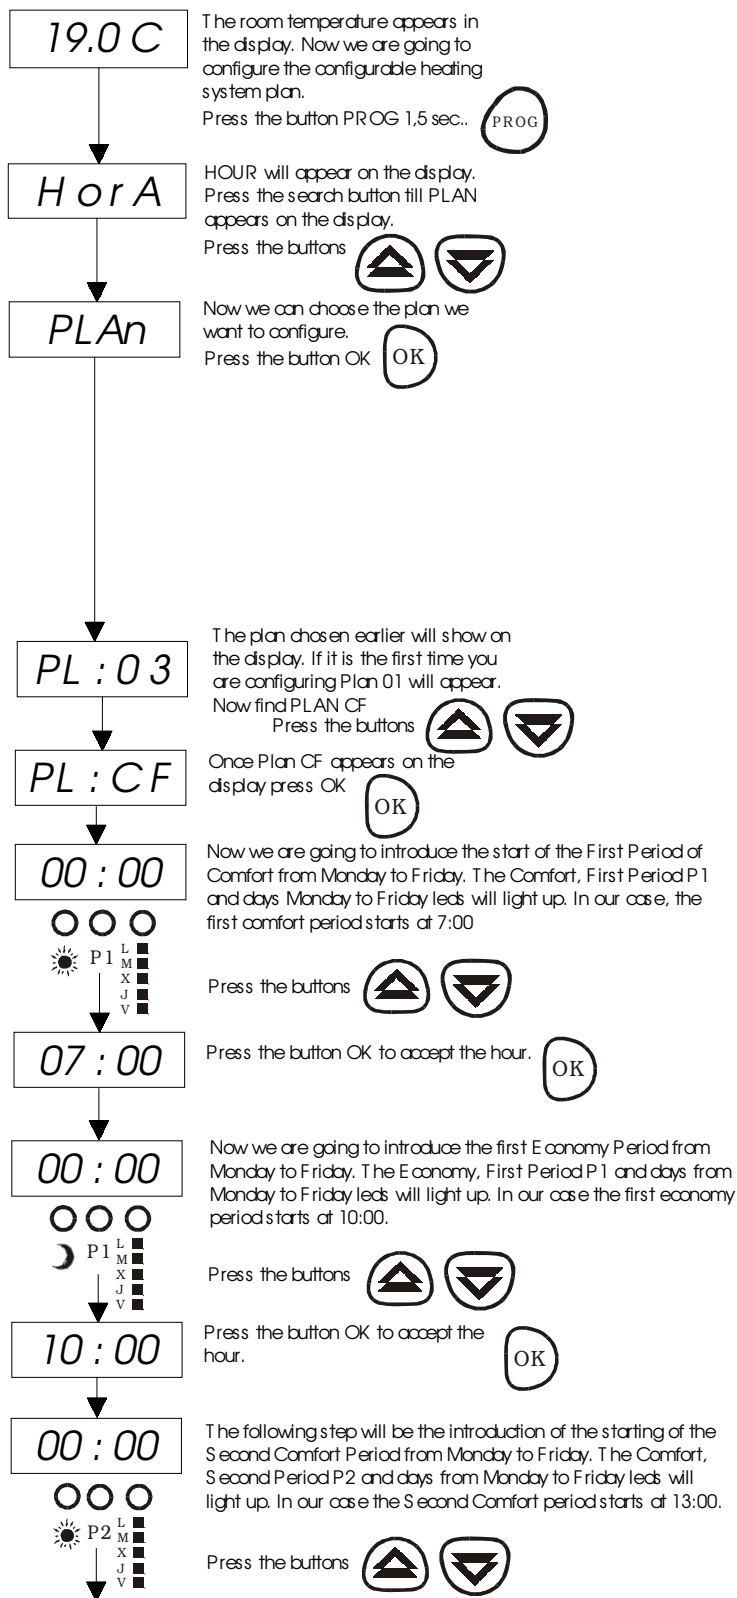 19.0 C
The room temperature appears in
the display. Now we are going to
configure the configurable heating
system plan.
Press the button PROG 1,5 sec..
PROG
HorA
HOUR will appear on the display.
Press the search button till PLAN
appears on the display.
Press the buttons
PLAn
Now we can choose the plan we
want to configure.
Press the button OK
OK
PL : 0 3
The plan chosen earlier will show on
the display. If it is the first time you
are configuring Plan 01 will appear.
Now find PLAN CF
Press the buttons
PL : CF
Once Plan CF appears on the
display press OK
OK
00 : 00
Now we are going to introduce the start of the First Period of
Comfort from Monday to Friday. The Comfort, First Period P1
and days Monday to Friday leds will light up. In our case, the
first comfort period starts at 7:00
P1
L
M
X
J
V
Press the buttons
07 : 00
Press the button OK to accept the hour.
OK
00 : 00
Now we are going to introduce the first Economy Period from
Monday to Friday. The Economy, First Period P1 and days from
Monday to Friday leds will light up. In our case the first economy
period starts at 10:00.
P1
L
M
X
J
V
Press the buttons
10 : 00
Press the button OK to accept the
hour.
OK
00 : 00
The following step will be the introduction of the starting of the
Second Comfort Period from Monday to Friday. The Comfort,
Second Period P2 and days from Monday to Friday leds will
light up. In our case the Second Comfort period starts at 13:00.
P2
L
M
X
J
V
Press the buttons